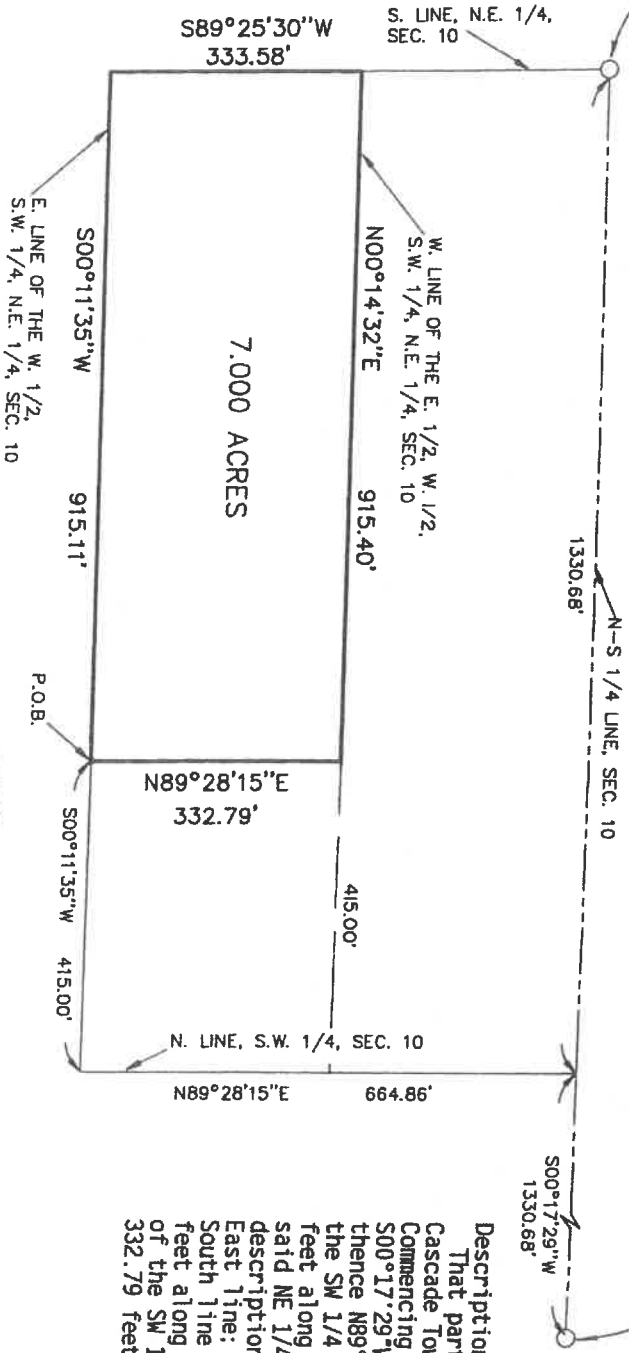 S89°25'30"W
333.58'
S. LINE, N.E. 1/4,
SEC. 10
W. LINE OF THE E. 1/2, W. 1/2,
S.W. 1/4, N.E. 1/4, SEC. 10
N00°14'32"E
915.40'
7.000 ACRES
S00°11'35"W
915.11'
E. LINE OF THE W. 1/2,
S.W. 1/4, N.E. 1/4, SEC. 10
N-S 1/4 LINE, SEC. 10
1330.68'
P.O.B.
N89°28'15"E
332.79'
415.00'
S00°11'35"W 415.00'
N. LINE, S.W. 1/4, SEC. 10
N89°28'15"E 664.86'
S00°17'29"W
1330.68'
Description
That part
Cascade Tow
Commencing
S00°17'29"W
thence N89°
the SW 1/4
feet along
said NE 1/4
description
East line;
South line
feet along
of the SW 1
332.79 feet